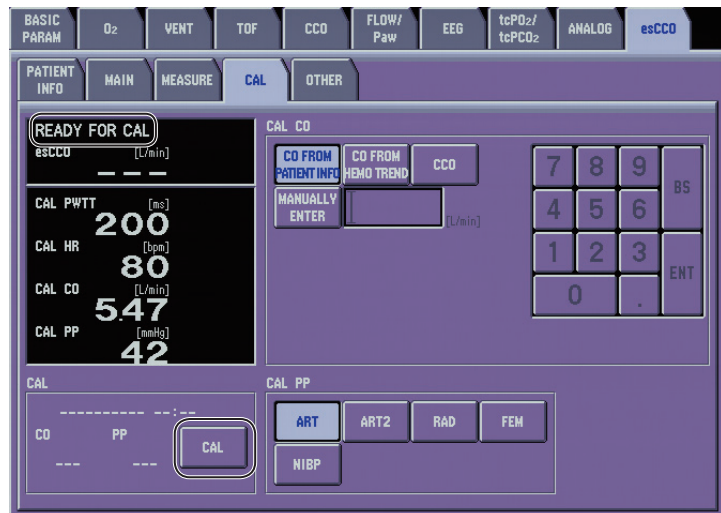 BASIC PARAM O2 VENT TOF CCO FLOW/ Paw EEG tcPO2/ tcPCO2 ANALOG esCCO
PATIENT INFO MAIN MEASURE CAL OTHER
READY FOR CAL
esCCO [L/min]
– – –
CAL PWTT [ms]
200
CAL HR [bpm]
80
CAL CO [L/min]
5.47
CAL PP [mmHg]
42
CAL CO
CO FROM PATIENT INFO CO FROM HEMO TREND CCO
MANUALLY ENTER [L/min]
7 8 9 BS
4 5 6
1 2 3 ENT
0 .
CAL
---------- --:--
CO PP CAL
--- ---
CAL PP
ART ART2 RAD FEM
NIBP